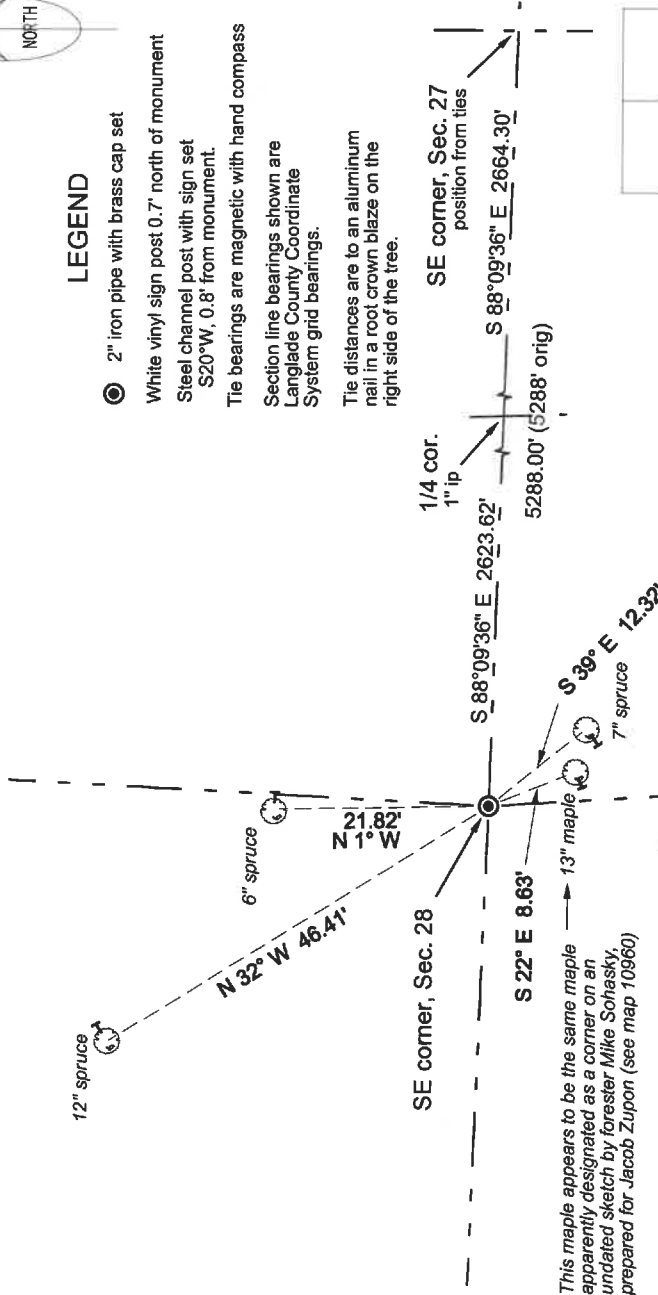 NORTH
LEGEND
2" iron pipe with brass cap set
White vinyl sign post 0.7' north of monument
Steel channel post with sign set
S20°W, 0.8' from monument.
Tie bearings are magnetic with hand compass
Section line bearings shown are
Langlade County Coordinate
System grid bearings.
Tie distances are to an aluminum
nail in a root crown blaze on the
right side of the tree.
12" spruce
6" spruce
N 32° W 46.41'
21.82'
N 1° W
SE corner, Sec. 28
S 88°09'36" E 2623.62'
1/4 cor.
1" ip
5288.00' (5288' orig)
S 88°09'36" E 2664.30'
SE corner, Sec. 27
position from ties
S 22° E 8.63'
S 39° E 12.32'
7" spruce
13" maple
This maple appears to be the same maple
apparently designated as a corner on an
undated sketch by forester Mike Sohasky,
prepared for Jacob Zupon (see map 10960)